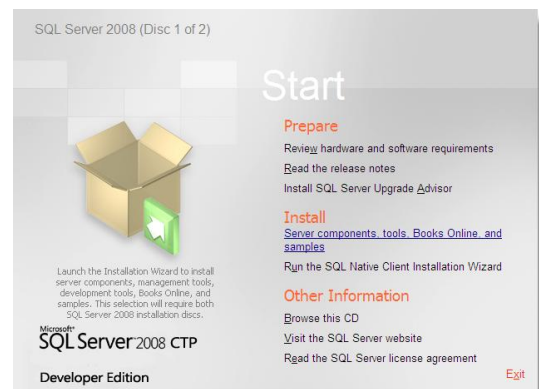 SQL Server 2008 (Disc 1 of 2)
Start
Prepare
Review hardware and software requirements
Read the release notes
Install SQL Server Upgrade Advisor
Install
Server components, tools, Books Online, and
samples
Run the SQL Native Client Installation Wizard
Other Information
Browse this CD
Visit the SQL Server website
Read the SQL Server license agreement
Exit
Launch the Installation Wizard to install
server components, management tools,
development tools, Books Online, and
samples. This selection will require both
SQL Server 2008 installation discs.
Microsoft®
SQL Server 2008 CTP
Developer Edition